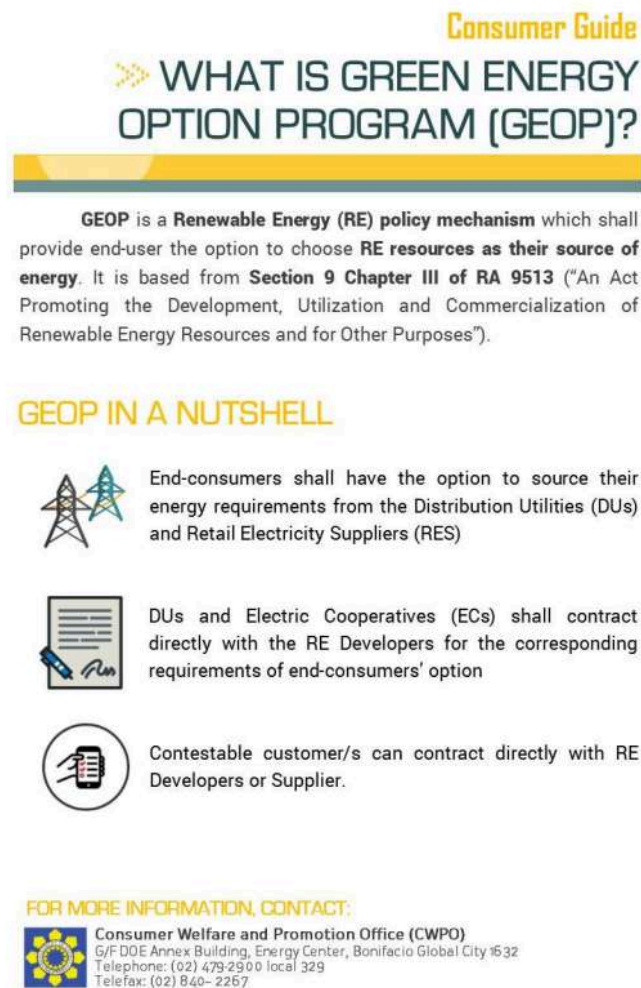 Consumer Guide
WHAT IS GREEN ENERGY
OPTION PROGRAM (GEOP)?
GEOP is a Renewable Energy (RE) policy mechanism which shall
provide end-user the option to choose RE resources as their source of
energy. It is based from Section 9 Chapter III of RA 9513 (“An Act
Promoting the Development, Utilization and Commercialization of
Renewable Energy Resources and for Other Purposes”).
GEOP IN A NUTSHELL
End-consumers shall have the option to source their
energy requirements from the Distribution Utilities (DUs)
and Retail Electricity Suppliers (RES)
DUs and Electric Cooperatives (ECs) shall contract
directly with the RE Developers for the corresponding
requirements of end-consumers’ option
Contestable customer/s can contract directly with RE
Developers or Supplier.
FOR MORE INFORMATION, CONTACT:
Consumer Welfare and Promotion Office (CWPO)
G/F DOE Annex Building, Energy Center, Bonifacio Global City 1632
Telephone: (02) 479-2900 local 329
Telefax: (02) 840– 2267